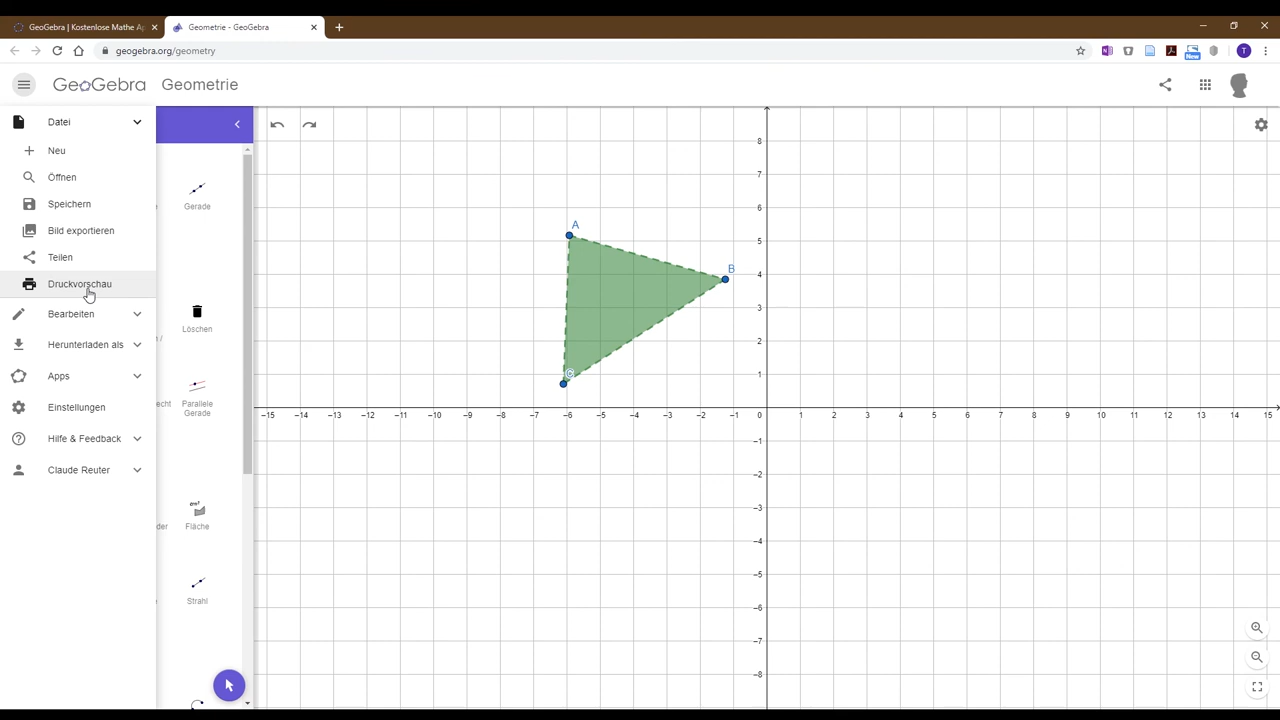 GeoGebra | Kostenlose Mathe Ap
Geometrie - GeoGebra
geogebra.org/geometry
New
T
GeoGebra Geometrie
Datei
Neu
Öffnen
Speichern
Bild exportieren
Teilen
Druckvorschau
Bearbeiten
Herunterladen als
Apps
Einstellungen
Hilfe & Feedback
Claude Reuter
Gerade
Löschen
/
echt
Parallele
Gerade
der
Fläche
Strahl
A
B
C
8
7
6
5
4
3
2
1
−15 −14 −13 −12 −11 −10 −9 −8 −7 −6 −5 −4 −3 −2 −1 0 1 2 3 4 5 6 7 8 9 10 11 12 13 14 15
−1
−2
−3
−4
−5
−6
−7
−8